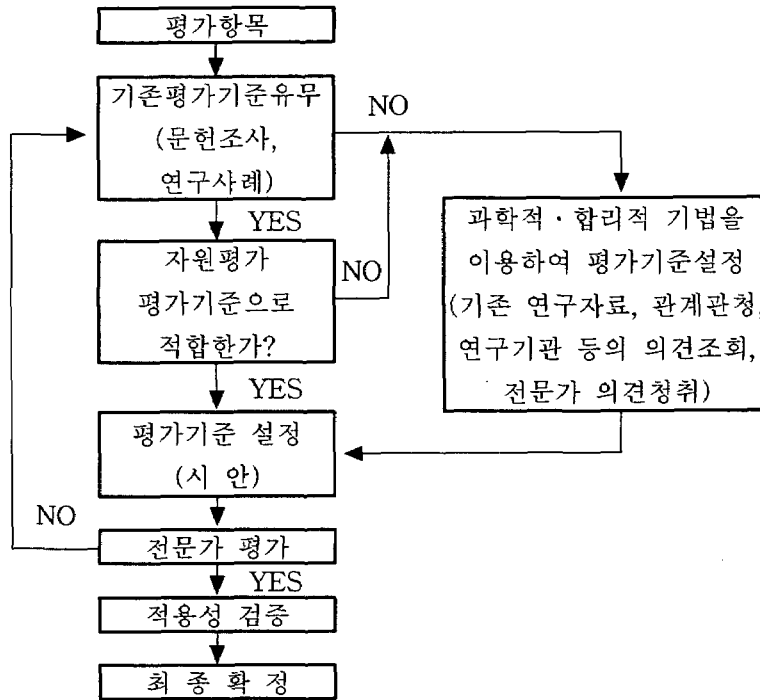 평가항목
기존평가기준유무
(문헌조사,
연구사례)
NO
YES
자원평가
평가기준으로
적합한가?
NO
YES
과학적·합리적 기법을
이용하여 평가기준설정
(기존 연구자료, 관계관청,
연구기관 등의 의견조회,
전문가 의견청취)
평가기준 설정
(시 안)
NO
전문가 평가
YES
적용성 검증
최 종 확 정